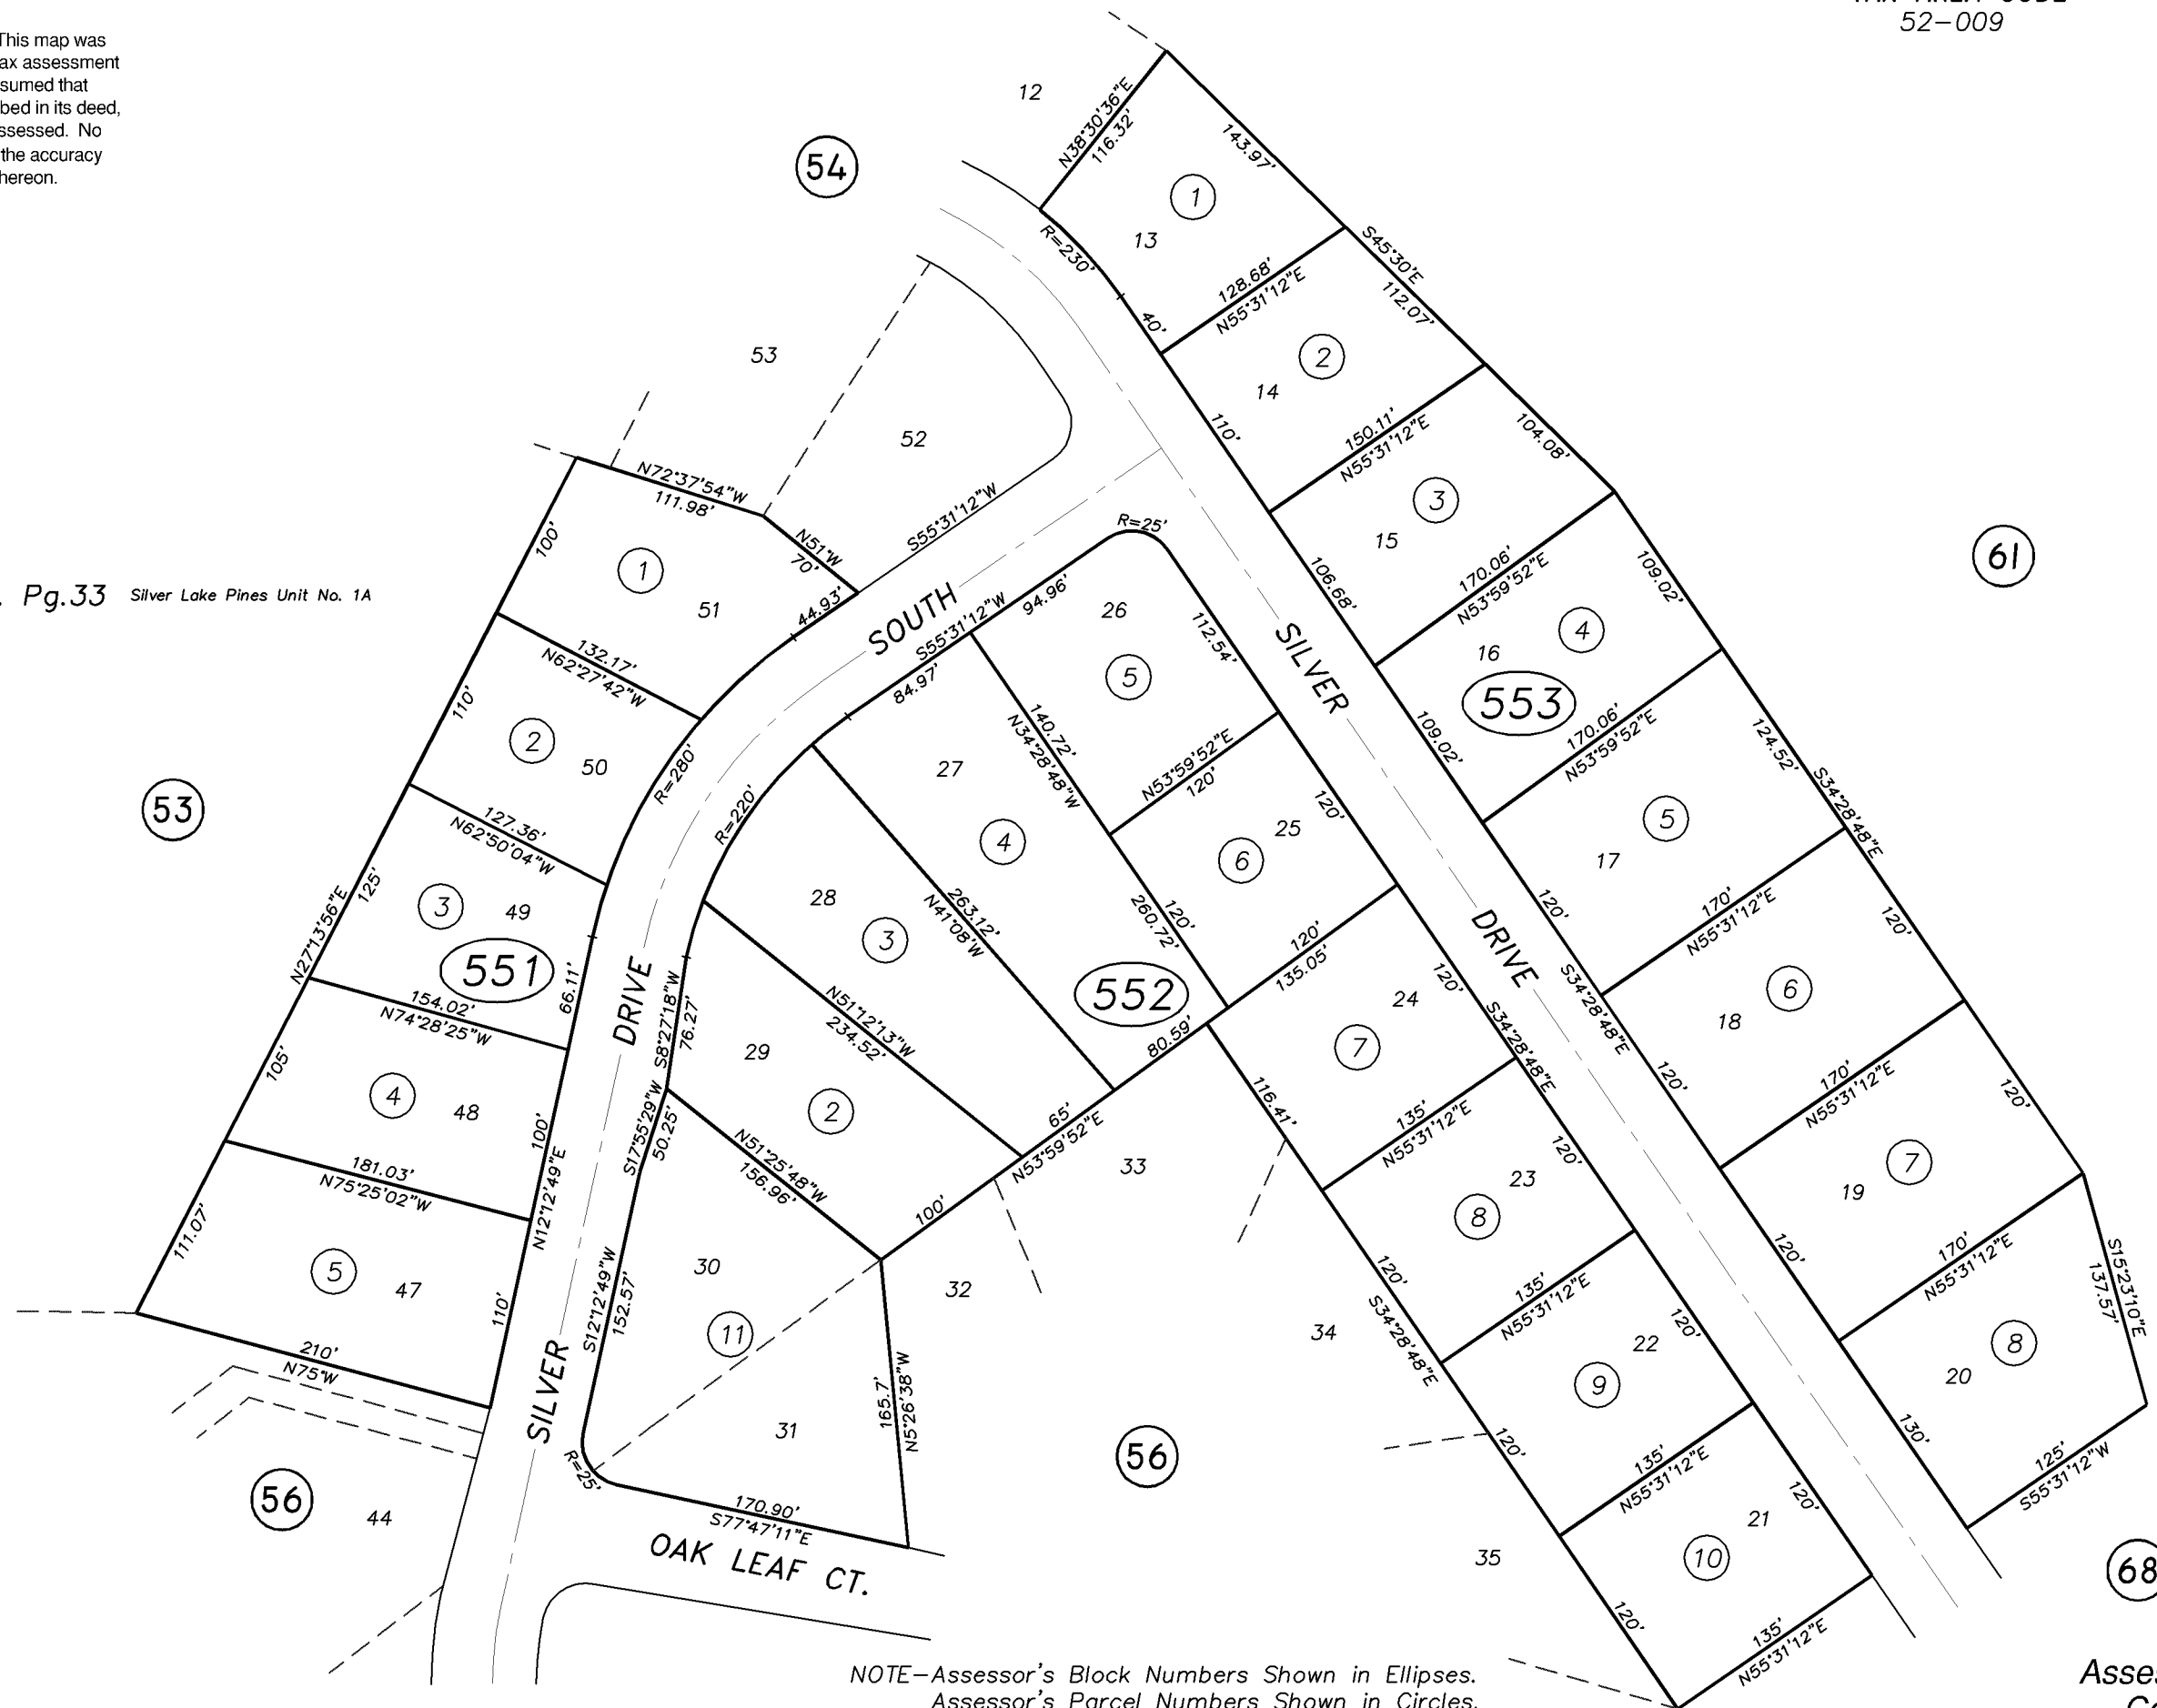 52-009
This map was
tax assessment
sumed that
bed in its deed,
ssessed. No
the accuracy
hereon.
12
54
N38°30'36"E
116.32'
143.97'
1
13
R=230'
40'
128.68'
N55°31'12"E
S45°30'E
112.07'
2
14
110'
150.11'
N55°31'12"E
104.08'
3
15
106.68'
170.06'
N53°59'52"E
109.02'
61
4
16
553
109.02'
170.06'
N53°59'52"E
124.52'
S34°28'48"E
5
17
120'
170'
N55°31'12"E
120'
S34°28'48"E
6
18
120'
170'
N55°31'12"E
120'
7
19
120'
170'
N55°31'12"E
S15°23'10"E
137.57'
8
20
130'
125'
S55°31'12"W
68
53
52
N72°37'54"W
111.98'
N51°W
70'
S55°31'12"W
100'
1
51
44.93'
Pg.33 Silver Lake Pines Unit No. 1A
132.17'
N62°27'42"W
110'
2
50
R=280'
53
127.36'
N62°50'04"W
125'
N27°13'56"E
3
49
551
66.11'
154.02'
N74°28'25"W
105'
4
48
100'
181.03'
N75°25'02"W
N12°12'49"E
111.07'
5
47
110'
210'
N75°W
56
44
SOUTH
SILVER
DRIVE
DRIVE
SILVER
R=25'
S55°31'12"W
94.96'
84.97'
26
5
112.54'
140.72'
N34°28'48"W
N53°59'52"E
120'
27
4
R=220'
25
6
120'
120'
260.72'
28
3
263.12'
N41°08'W
120'
135.05'
552
80.59'
24
7
120'
S34°28'48"E
S8°27'18"W
76.27'
N51°12'13"W
234.52'
29
2
65'
N53°59'52"E
33
116.41'
135'
N55°31'12"E
S17°55'29"W
50.25'
N51°25'48"W
156.96'
100'
23
8
120'
30
11
S12°12'49"W
152.57'
32
34
120'
S34°28'48"E
135'
N55°31'12"E
22
9
120'
31
165.7'
N5°26'38"W
R=25'
170.90'
S77°47'11"E
56
120'
135'
N55°31'12"E
21
10
120'
OAK LEAF CT.
35
120'
135'
N55°31'12"E
NOTE-Assessor's Block Numbers Shown in Ellipses.
Assessor's Parcel Numbers Shown in Circles.
Asses